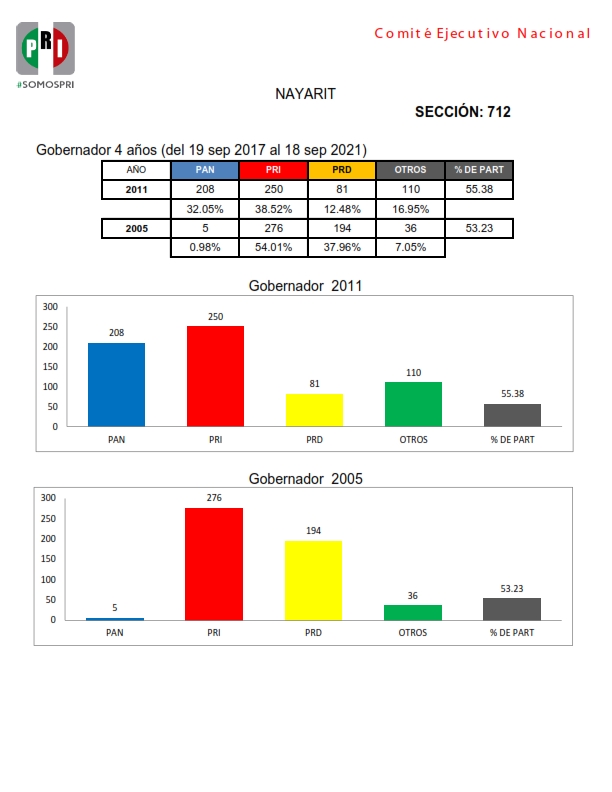 Comité Ejecutivo Nacional
PRI
#SOMOSPRI
NAYARIT
SECCIÓN: 712
Gobernador 4 años (del 19 sep 2017 al 18 sep 2021)
AÑO PAN PRI PRD OTROS % DE PART
2011 208 250 81 110 55.38
32.05% 38.52% 12.48% 16.95%
2005 5 276 194 36 53.23
0.98% 54.01% 37.96% 7.05%
Gobernador 2011
300
250
200
150
100
50
0
208
250
81
110
55.38
PAN PRI PRD OTROS % DE PART
Gobernador 2005
300
250
200
150
100
50
0
5
276
194
36
53.23
PAN PRI PRD OTROS % DE PART